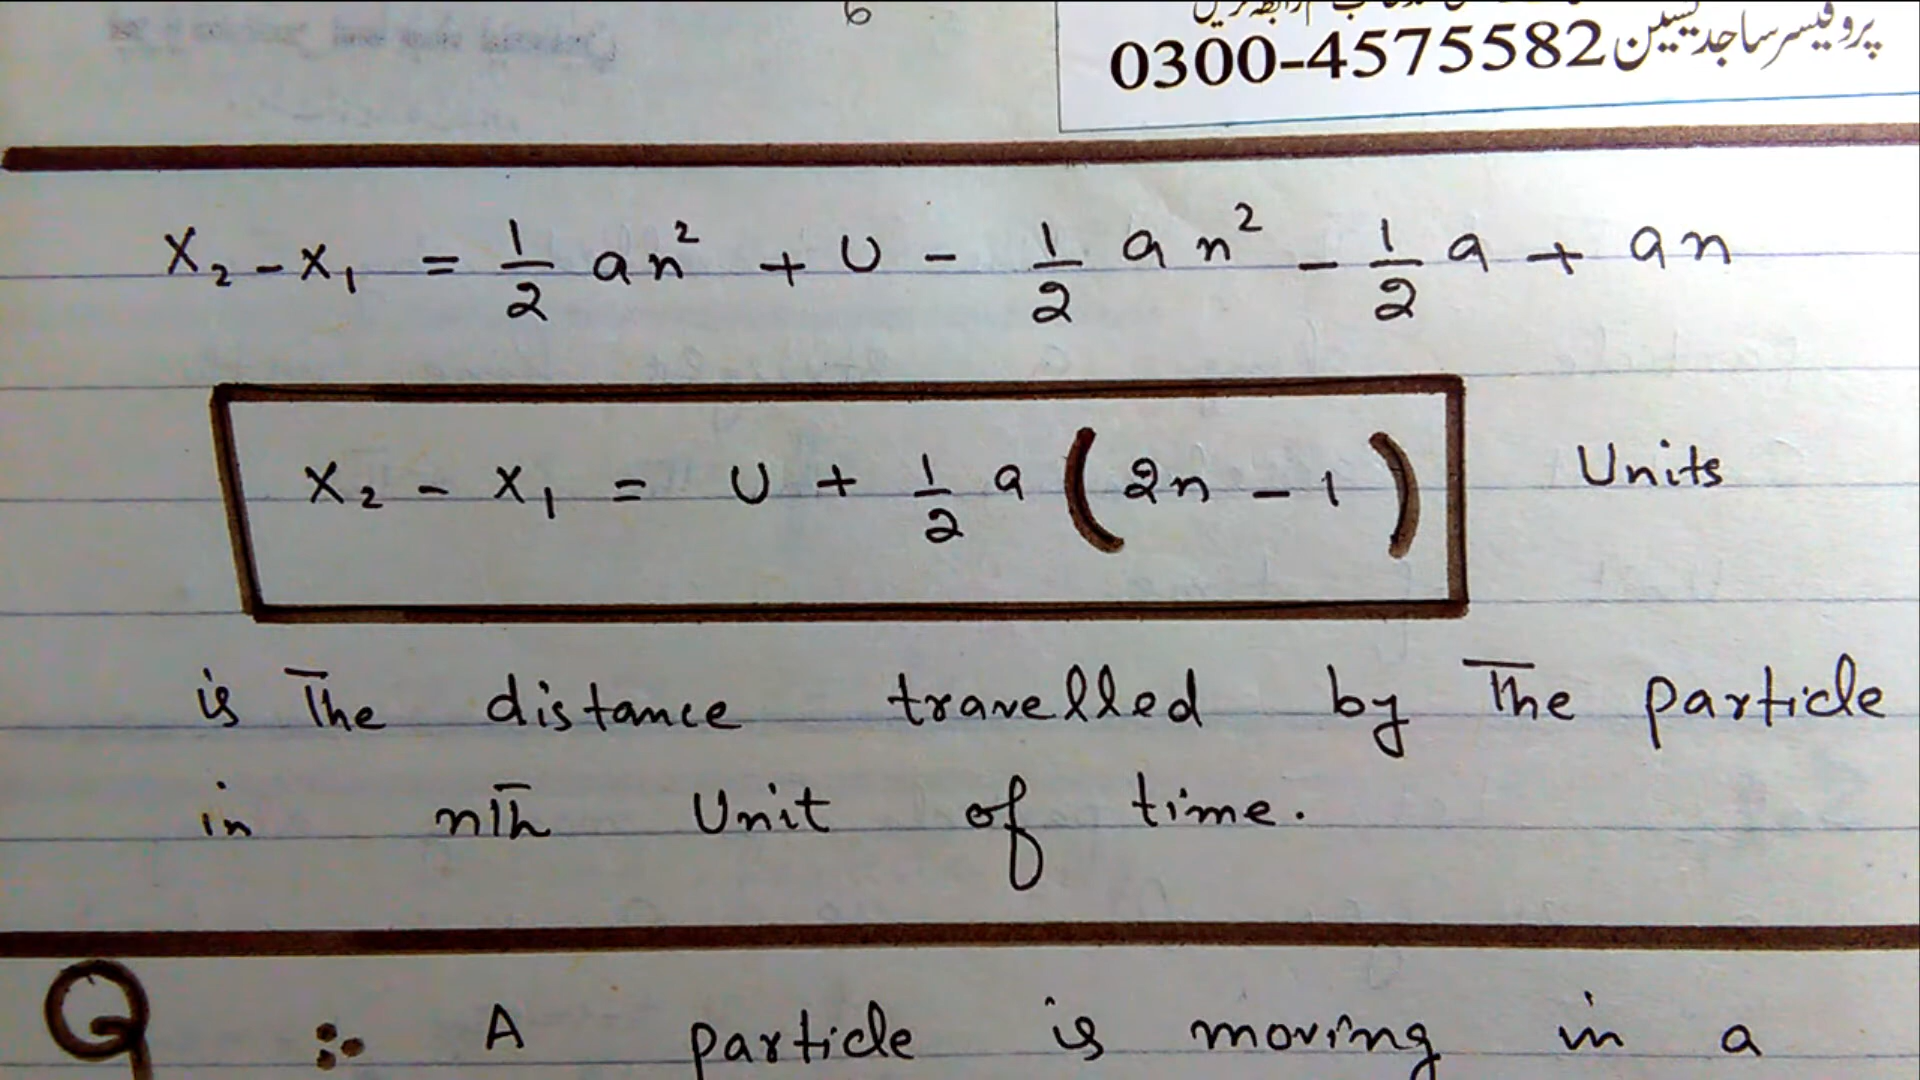 6
پروفیسر ساجد یٰسین 0300-4575582
X₂ - X₁ = 1/2 an² + U - 1/2 an² - 1/2 a + an
X₂ - X₁ = U + 1/2 a (2n - 1) Units
is The distance travelled by The particle
in nth Unit of time.
Q :. A particle is moving in a